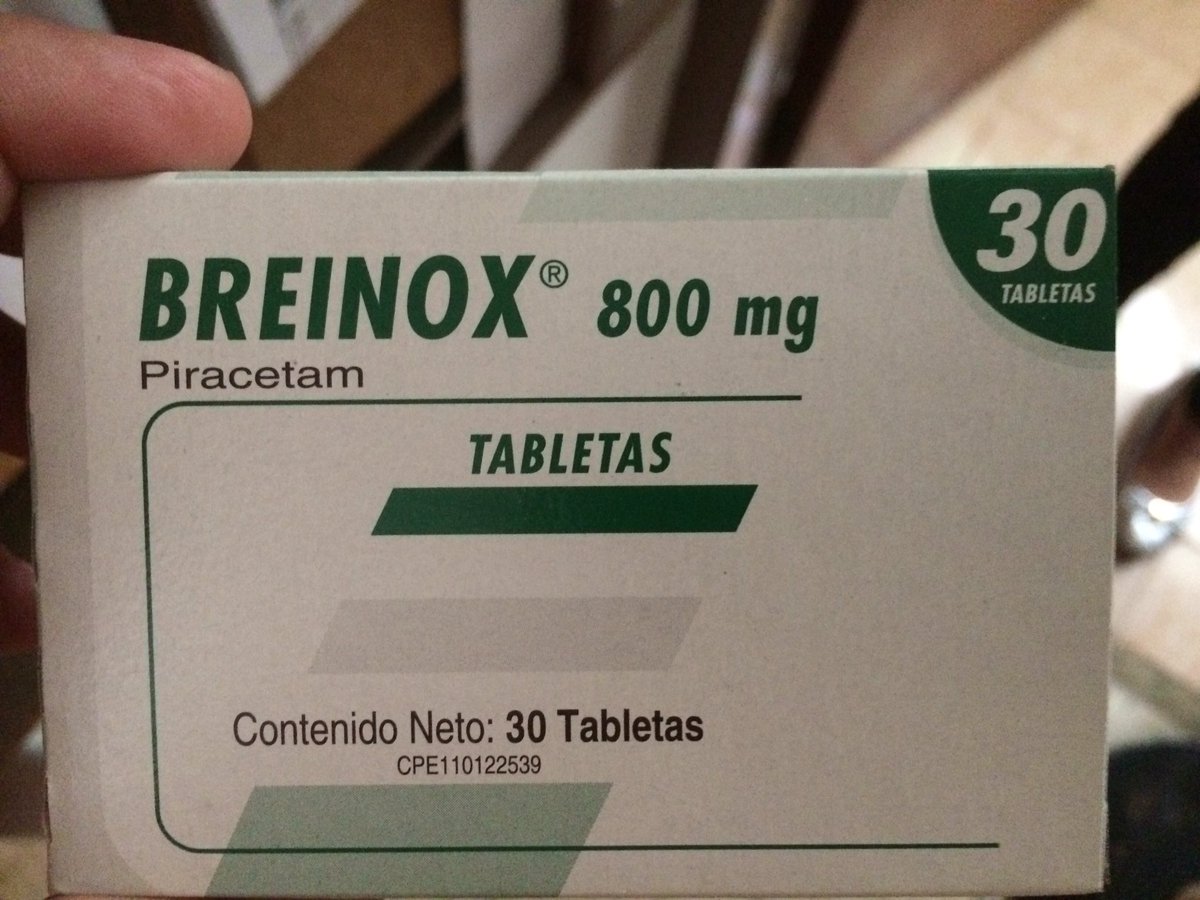 30
TABLETAS
BREINOX® 800 mg
Piracetam
TABLETAS
Contenido Neto: 30 Tabletas
CPE110122539